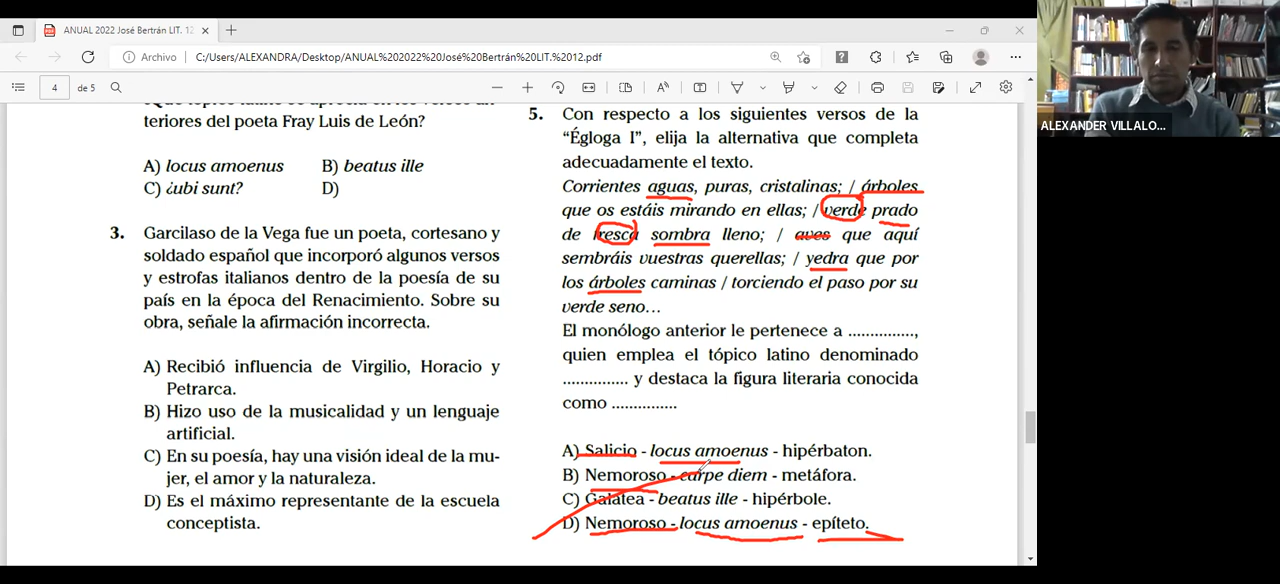 ANUAL 2022 José Bertrán LIT. 12
Archivo
C:/Users/ALEXANDRA/Desktop/ANUAL%202022%20José%20Bertrán%20LIT.%2012.pdf
4 de 5
teriores del poeta Fray Luis de León?
A) locus amoenus B) beatus ille
C) ¿ubi sunt? D)
3. Garcilaso de la Vega fue un poeta, cortesano y
soldado español que incorporó algunos versos
y estrofas italianos dentro de la poesía de su
país en la época del Renacimiento. Sobre su
obra, señale la afirmación incorrecta.
A) Recibió influencia de Virgilio, Horacio y
Petrarca.
B) Hizo uso de la musicalidad y un lenguaje
artificial.
C) En su poesía, hay una visión ideal de la mu-
jer, el amor y la naturaleza.
D) Es el máximo representante de la escuela
conceptista.
5. Con respecto a los siguientes versos de la
“Égloga I”, elija la alternativa que completa
adecuadamente el texto.
Corrientes aguas, puras, cristalinas; / árboles
que os estáis mirando en ellas; / verde prado
de fresca sombra lleno; / aves que aquí
sembráis vuestras querellas; / yedra que por
los árboles caminas / torciendo el paso por su
verde seno...
El monólogo anterior le pertenece a ...............,
quien emplea el tópico latino denominado
............... y destaca la figura literaria conocida
como ...............
A) Salicio - locus amoenus - hipérbaton.
B) Nemoroso - carpe diem - metáfora.
C) Galatea - beatus ille - hipérbole.
D) Nemoroso - locus amoenus - epíteto.
ALEXANDER VILLALO...